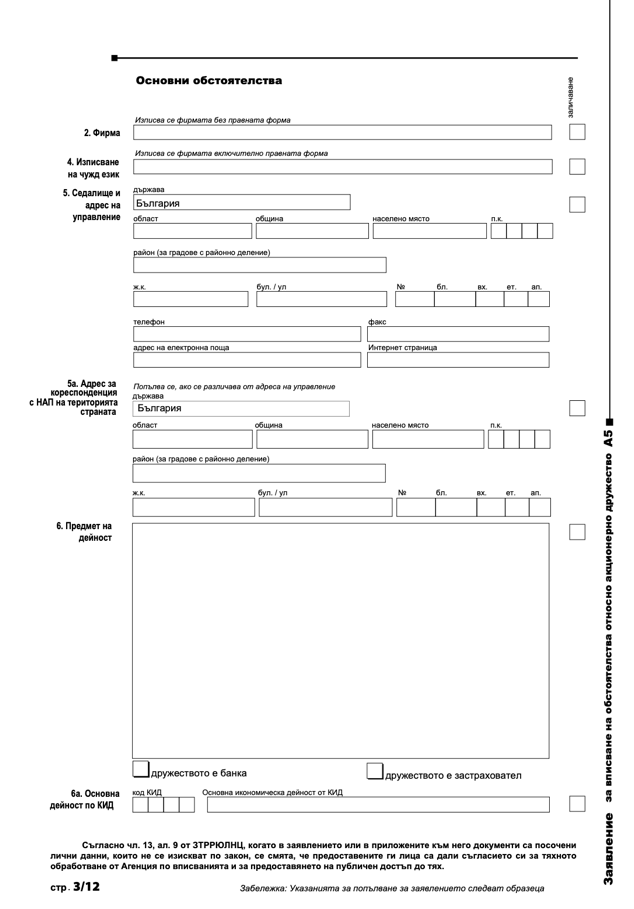 Основни обстоятелства
заличаване
Изписва се фирмата без правната форма
2. Фирма
Изписва се фирмата включително правната форма
4. Изписване
на чужд език
5. Седалище и
адрес на
управление
държава
България
област община населено място п.к.
район (за градове с районно деление)
ж.к. бул. / ул № бл. вх. ет. ап.
телефон факс
адрес на електронна поща Интернет страница
5а. Адрес за
кореспонденция
с НАП на територията
страната
Попълва се, ако се различава от адреса на управление
държава
България
област община населено място п.к.
район (за градове с районно деление)
ж.к. бул. / ул № бл. вх. ет. ап.
6. Предмет на
дейност
дружеството е банка дружеството е застраховател
6а. Основна
дейност по КИД
код КИД Основна икономическа дейност от КИД
Съгласно чл. 13, ал. 9 от ЗТРРЮЛНЦ, когато в заявлението или в приложените към него документи са посочени
лични данни, които не се изискват по закон, се смята, че предоставените ги лица са дали съгласието си за тяхното
обработване от Агенция по вписванията и за предоставянето на публичен достъп до тях.
стр. 3/12
Забележка: Указанията за попълване за заявлението следват образеца
Заявление за вписване на обстоятелства относно акционерно дружество А5